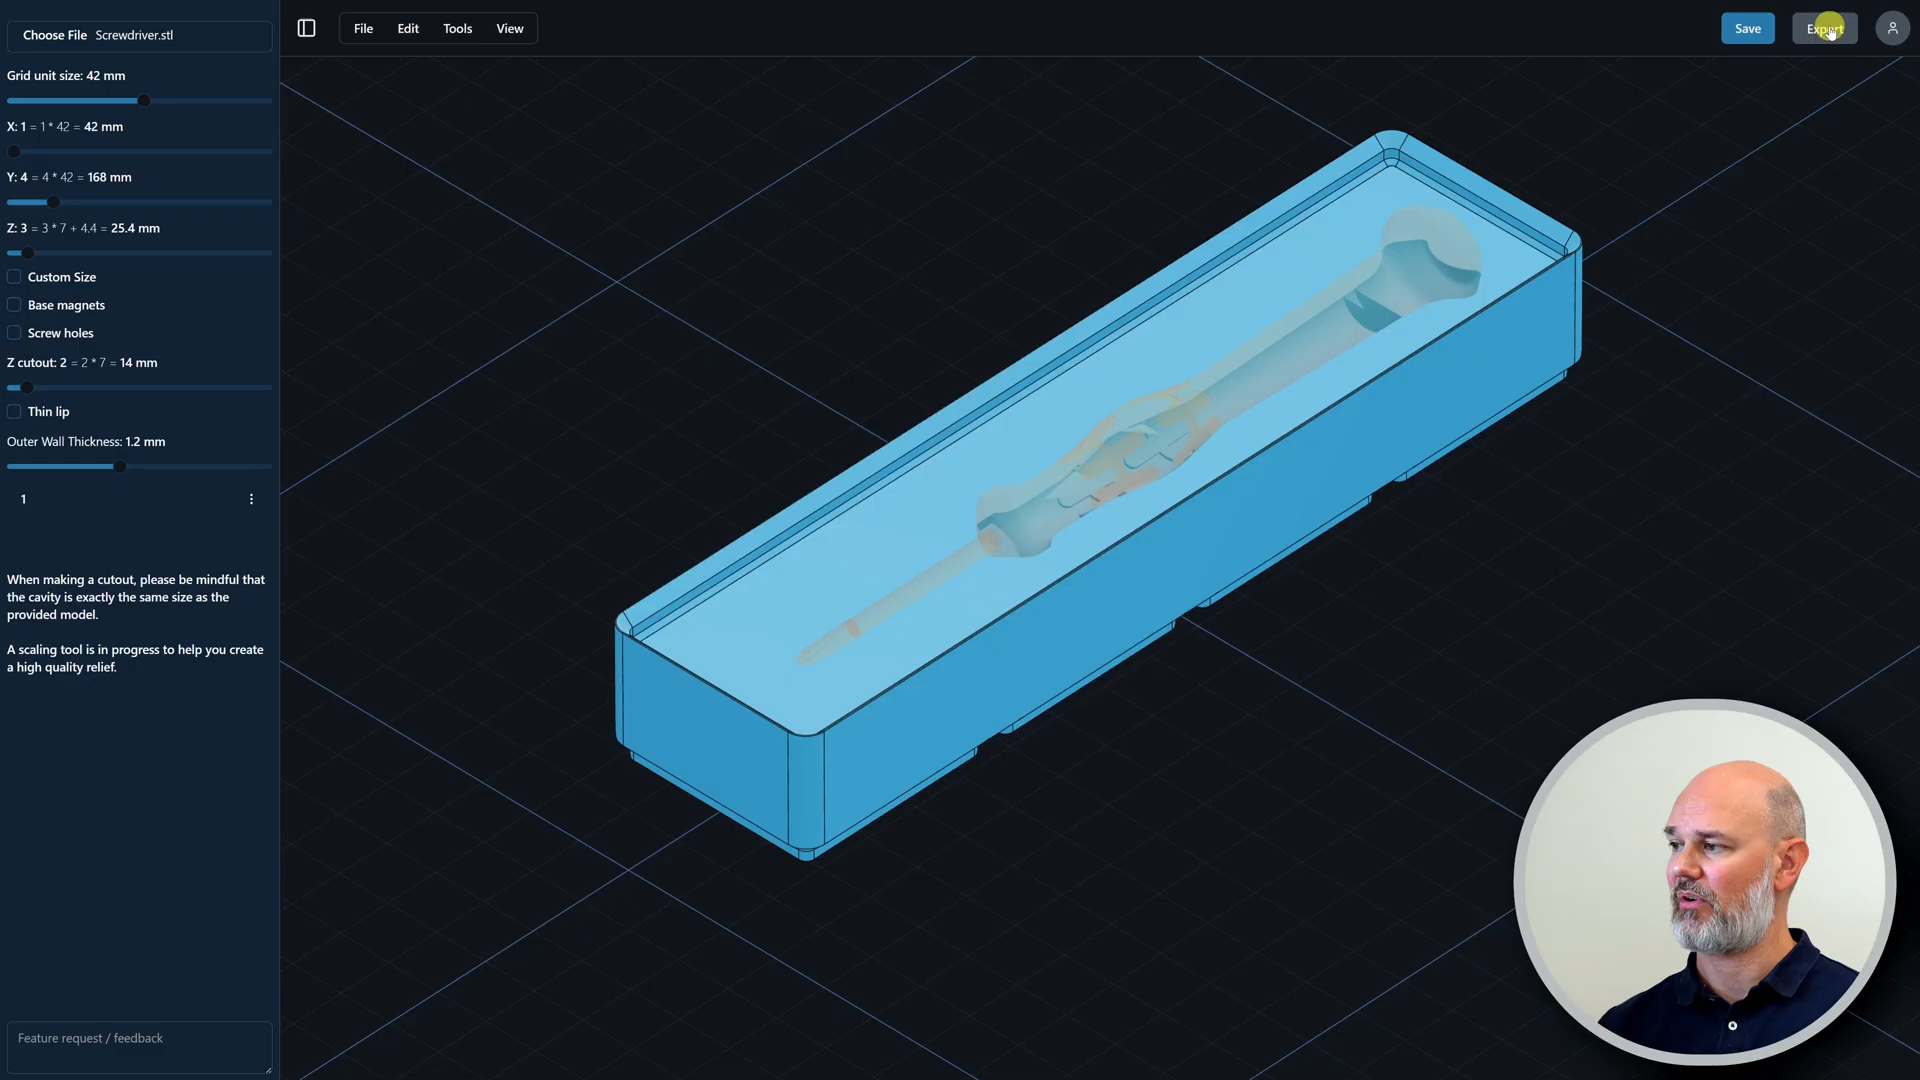 Choose File Screwdriver.stl
File Edit Tools View
Save
Export
Grid unit size: 42 mm
X: 1 = 1 * 42 = 42 mm
Y: 4 = 4 * 42 = 168 mm
Z: 3 = 3 * 7 + 4.4 = 25.4 mm
Custom Size
Base magnets
Screw holes
Z cutout: 2 = 2 * 7 = 14 mm
Thin lip
Outer Wall Thickness: 1.2 mm
1
When making a cutout, please be mindful that
the cavity is exactly the same size as the
provided model.
A scaling tool is in progress to help you create
a high quality relief.
Feature request / feedback